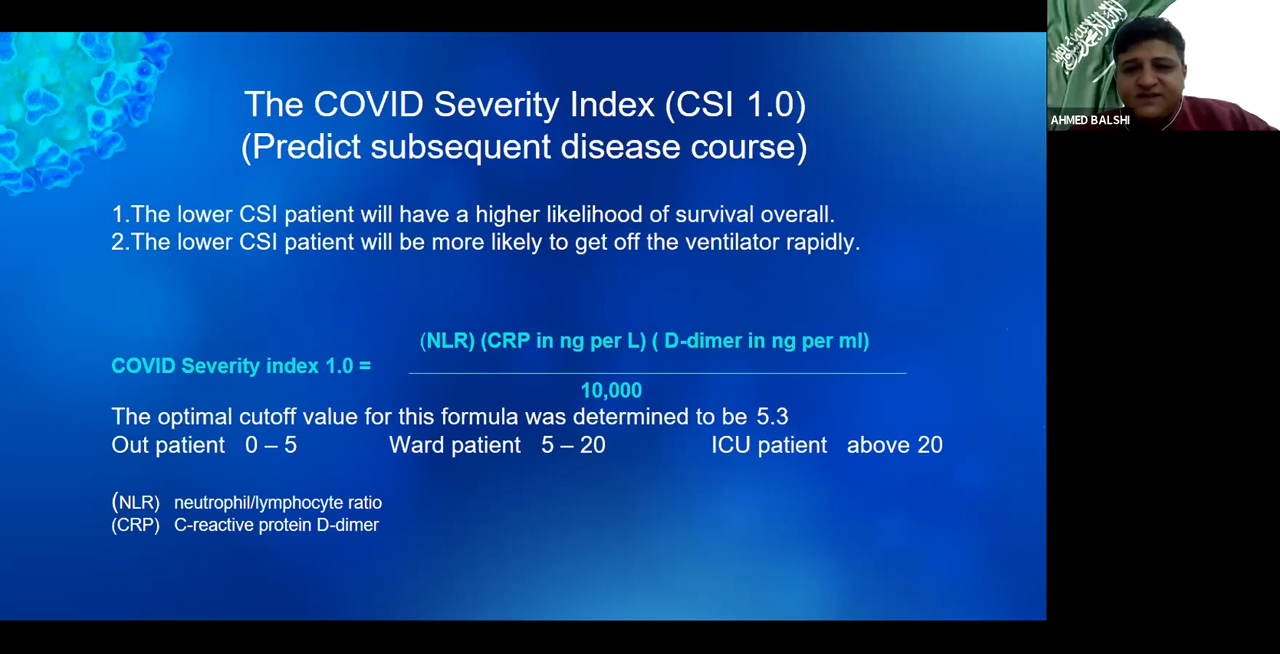 The COVID Severity Index (CSI 1.0)
(Predict subsequent disease course)
1.The lower CSI patient will have a higher likelihood of survival overall.
2.The lower CSI patient will be more likely to get off the ventilator rapidly.
(NLR) (CRP in ng per L) ( D-dimer in ng per ml)
COVID Severity index 1.0 =
10,000
The optimal cutoff value for this formula was determined to be 5.3
Out patient 0 – 5 Ward patient 5 – 20 ICU patient above 20
(NLR) neutrophil/lymphocyte ratio
(CRP) C-reactive protein D-dimer
AHMED BALSHI